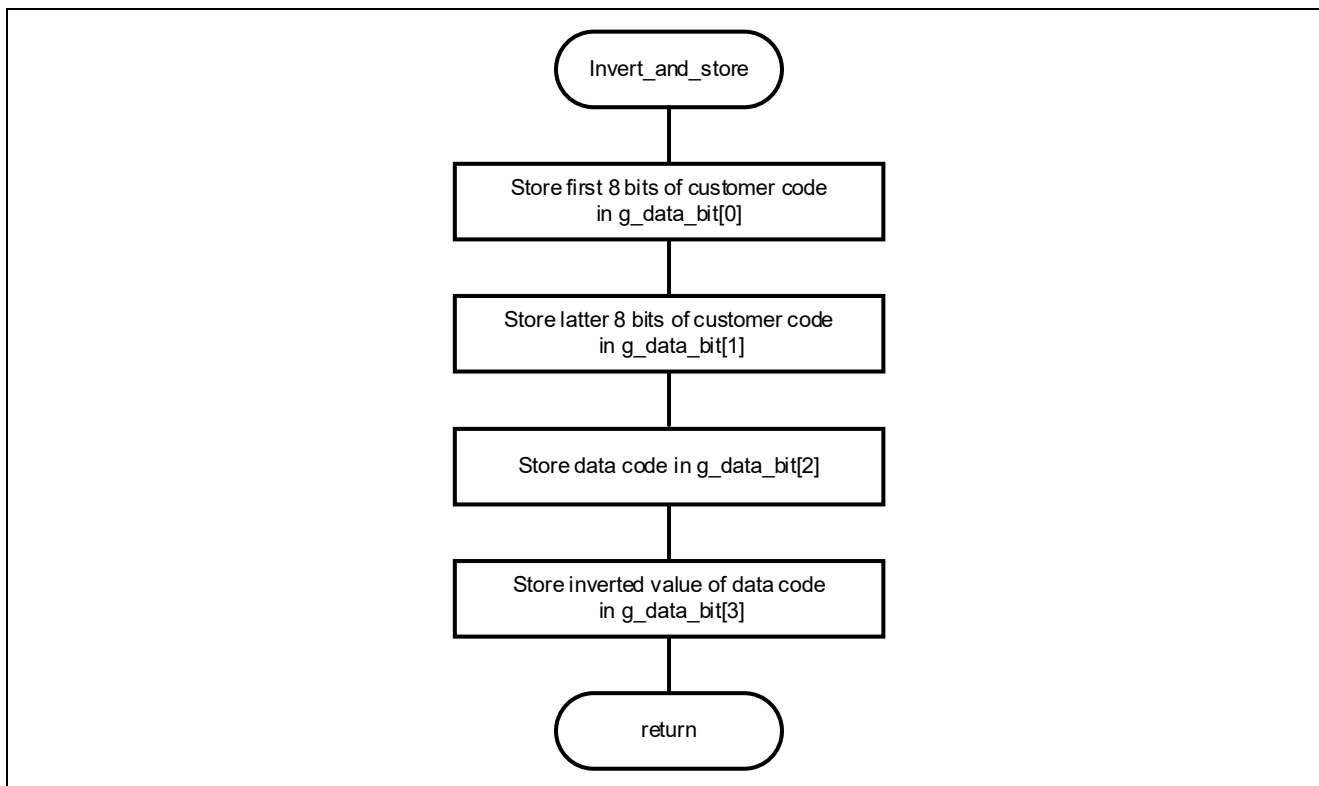 Invert_and_store
Store first 8 bits of customer code
in g_data_bit[0]
Store latter 8 bits of customer code
in g_data_bit[1]
Store data code in g_data_bit[2]
Store inverted value of data code
in g_data_bit[3]
return